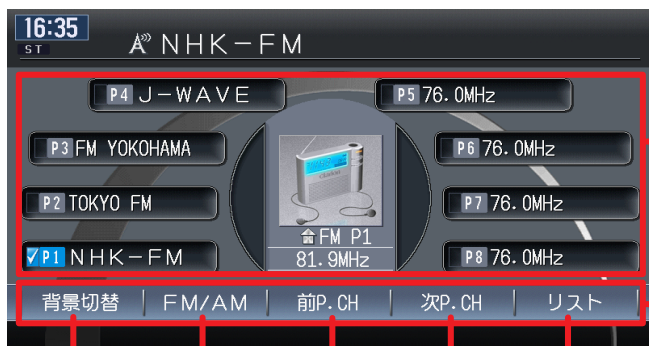 16:35
ST
NHK-FM
P4 J-WAVE
P5 76.0MHz
P3 FM YOKOHAMA
P6 76.0MHz
P2 TOKYO FM
P7 76.0MHz
clarion
FM P1
P1 NHK-FM
81.9MHz
P8 76.0MHz
背景切替 FM/AM 前P.CH 次P.CH リスト